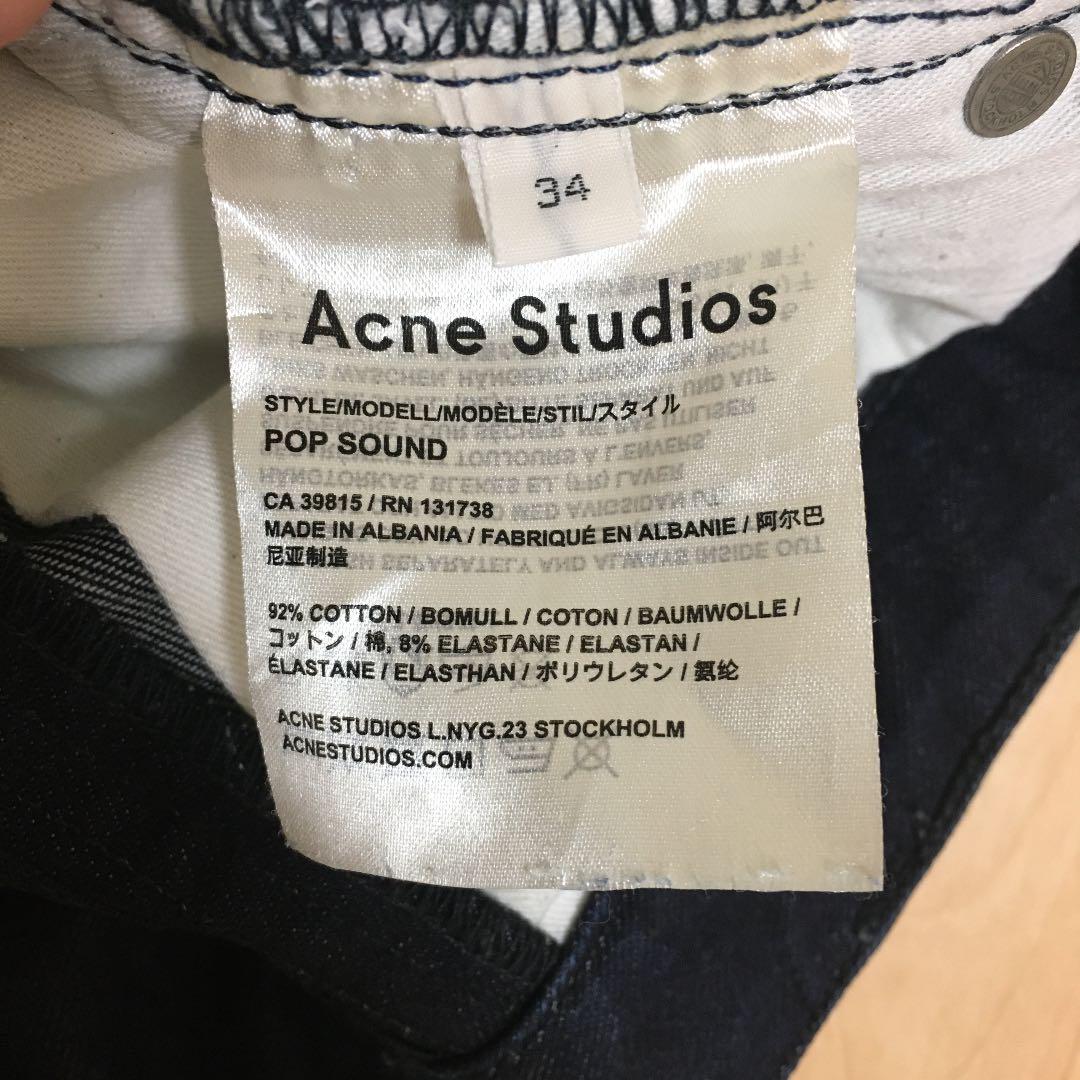 34
Acne Studios
STYLE/MODELL/MODÈLE/STIL/スタイル
POP SOUND
CA 39815 / RN 131738
MADE IN ALBANIA / FABRIQUÉ EN ALBANIE / 阿尔巴
尼亚制造
92% COTTON / BOMULL / COTON / BAUMWOLLE /
コットン / 棉, 8% ELASTANE / ELASTAN /
ÉLASTANE / ELASTHAN / ポリウレタン / 氨纶
ACNE STUDIOS L.NYG.23 STOCKHOLM
ACNESTUDIOS.COM